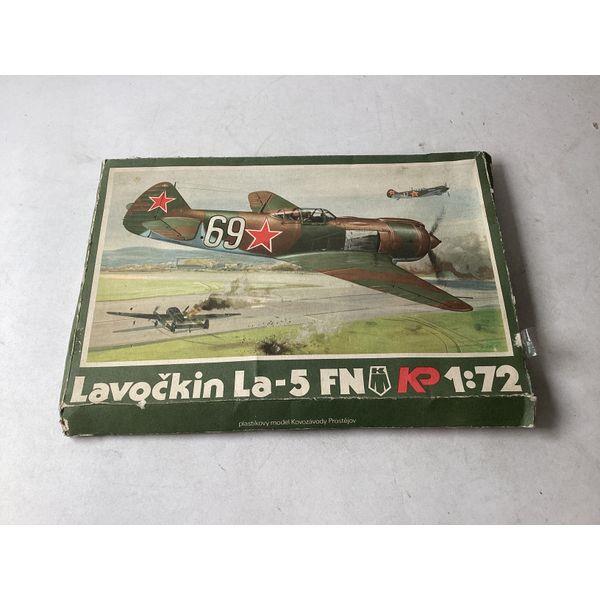 69
Lavočkin La-5 FN KP 1:72
plastikový model Kovozávody Prostějov